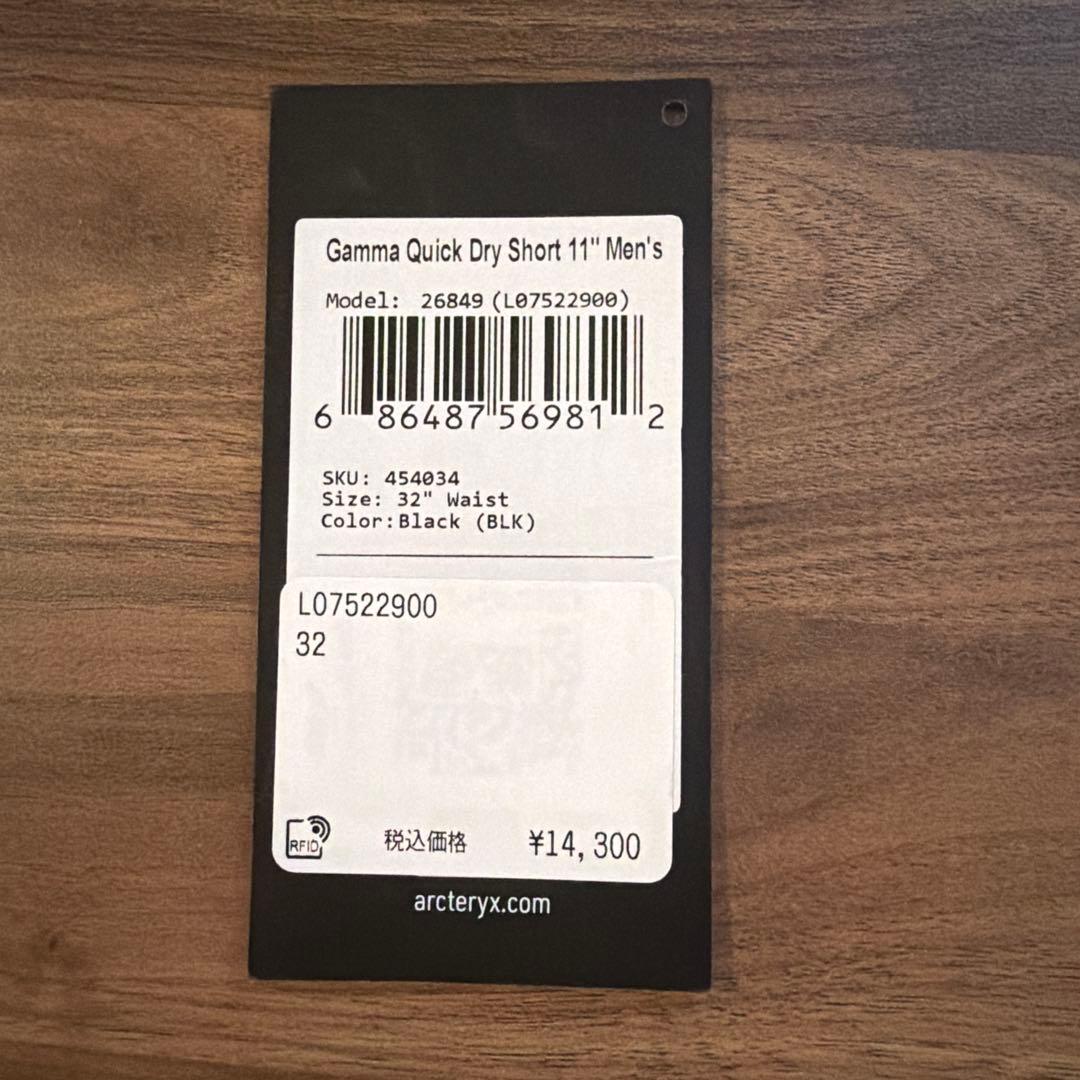 Gamma Quick Dry Short 11" Men's
Model: 26849 (L07522900)
6 86487 56981 2
SKU: 454034
Size: 32" Waist
Color:Black (BLK)
L07522900
32
RFID 税込価格 ¥14,300
arcteryx.com